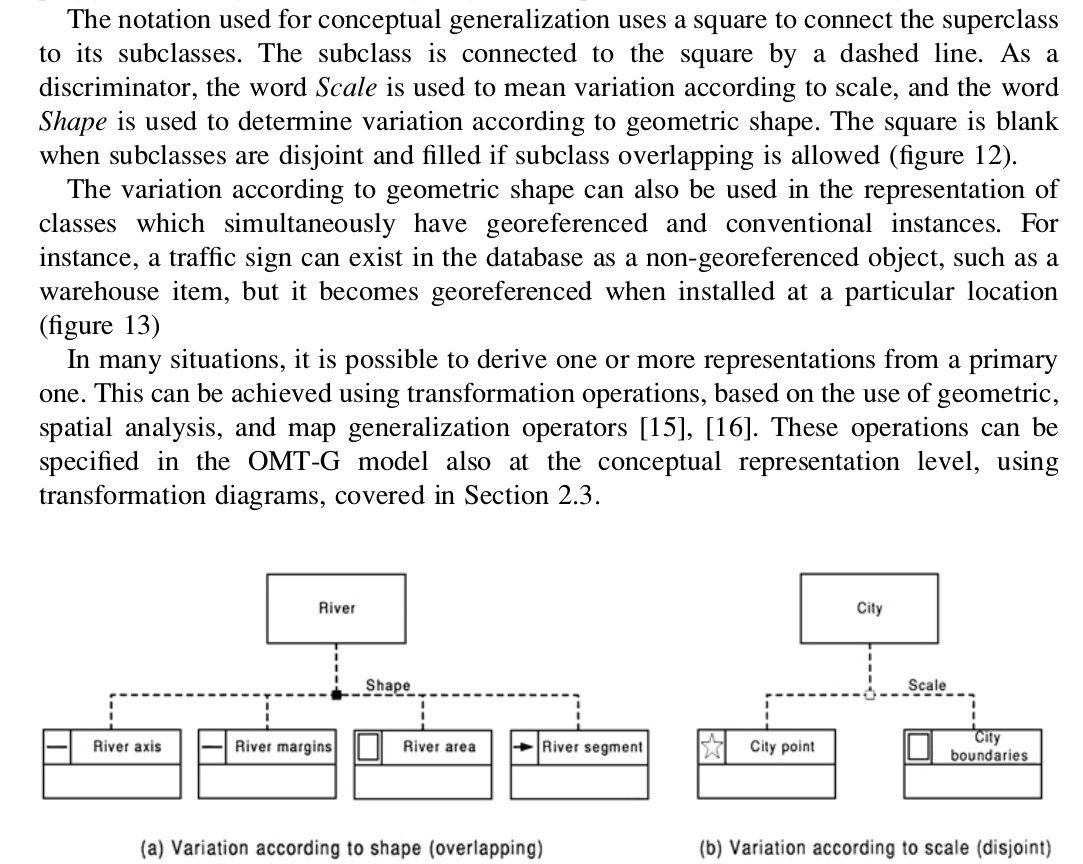 The notation used for conceptual generalization uses a square to connect the superclass
to its subclasses. The subclass is connected to the square by a dashed line. As a
discriminator, the word Scale is used to mean variation according to scale, and the word
Shape is used to determine variation according to geometric shape. The square is blank
when subclasses are disjoint and filled if subclass overlapping is allowed (figure 12).
The variation according to geometric shape can also be used in the representation of
classes which simultaneously have georeferenced and conventional instances. For
instance, a traffic sign can exist in the database as a non-georeferenced object, such as a
warehouse item, but it becomes georeferenced when installed at a particular location
(figure 13)
In many situations, it is possible to derive one or more representations from a primary
one. This can be achieved using transformation operations, based on the use of geometric,
spatial analysis, and map generalization operators [15], [16]. These operations can be
specified in the OMT-G model also at the conceptual representation level, using
transformation diagrams, covered in Section 2.3.
River
Shape
River axis
River margins
River area
River segment
(a) Variation according to shape (overlapping)
City
Scale
City point
City
boundaries
(b) Variation according to scale (disjoint)